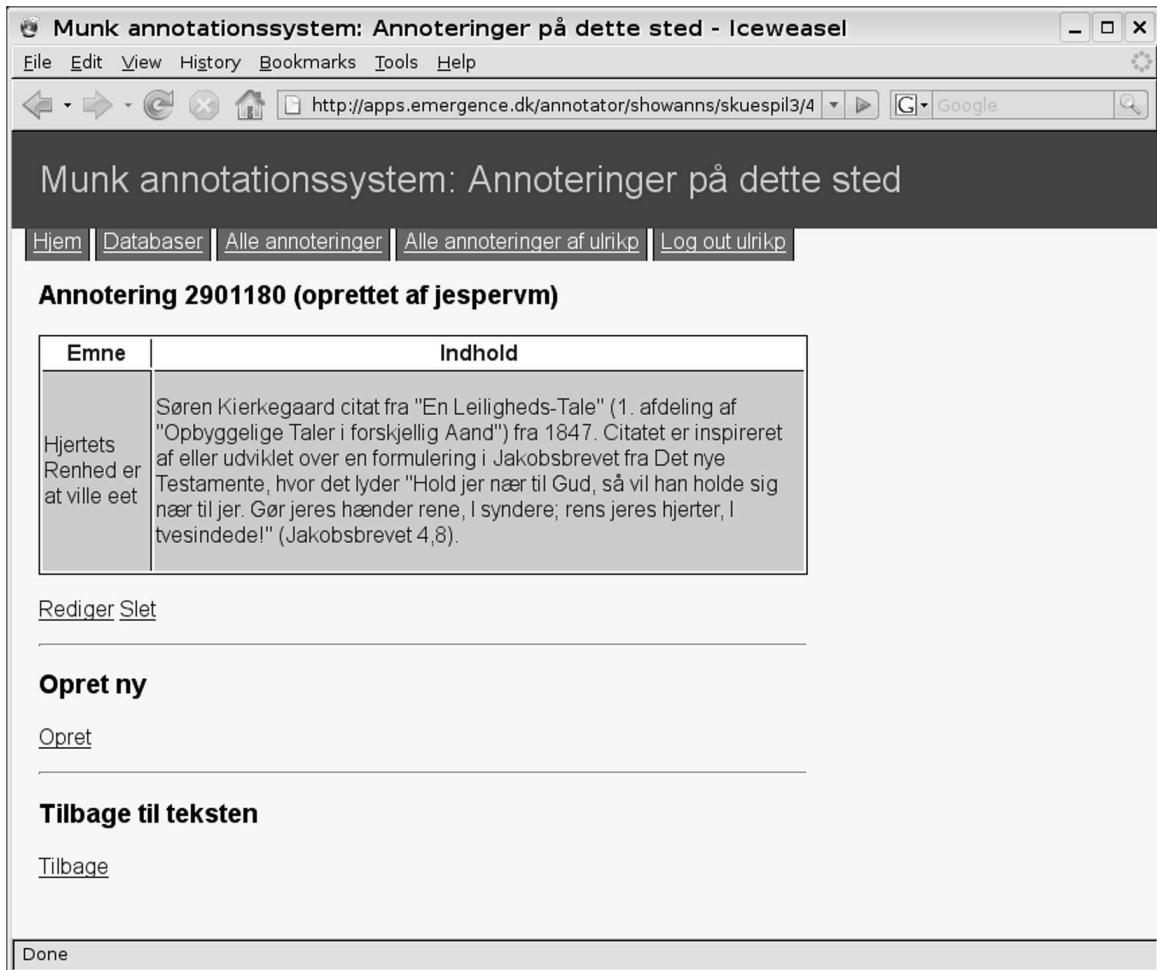 Munk annotationssystem: Annoteringer på dette sted - Iceweasel
File Edit View History Bookmarks Tools Help
http://apps.emergence.dk/annotator/showanns/skuespil3/4 G Google
Munk annotationssystem: Annoteringer på dette sted
Hjem Databaser Alle annoteringer Alle annoteringer af ulrikp Log out ulrikp
Annotering 2901180 (oprettet af jespervm)
Emne Indhold
Hjertets
Renhed er
at ville eet
Søren Kierkegaard citat fra "En Leiligheds-Tale" (1. afdeling af
"Opbyggelige Taler i forskjellig Aand") fra 1847. Citatet er inspireret
af eller udviklet over en formulering i Jakobsbrevet fra Det nye
Testamente, hvor det lyder "Hold jer nær til Gud, så vil han holde sig
nær til jer. Gør jeres hænder rene, I syndere; rens jeres hjerter, I
tvesindede!" (Jakobsbrevet 4,8).
Rediger Slet
Opret ny
Opret
Tilbage til teksten
Tilbage
Done